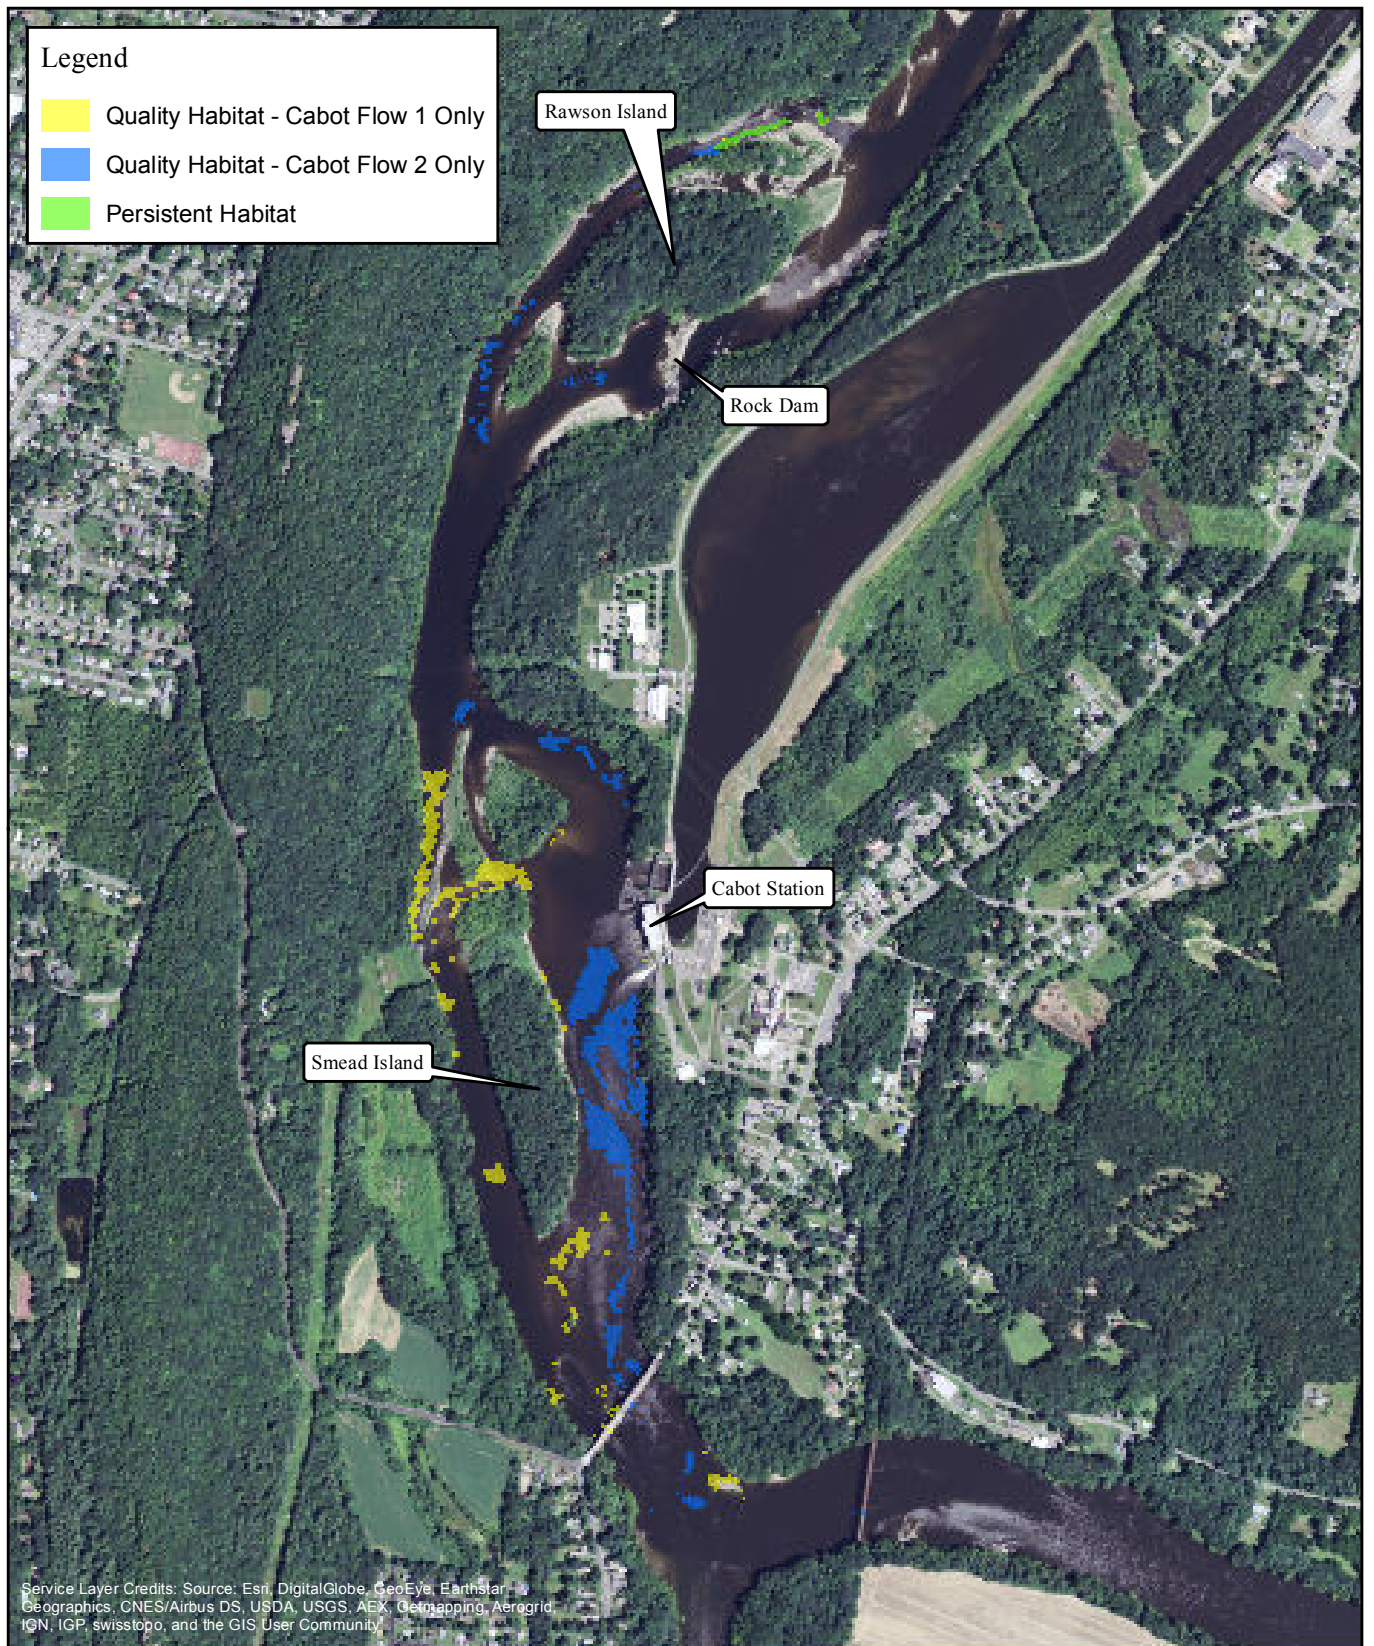 Legend
Quality Habitat - Cabot Flow 1 Only
Quality Habitat - Cabot Flow 2 Only
Persistent Habitat
Rawson Island
Rock Dam
Cabot Station
Smead Island
Service Layer Credits: Source: Esri, DigitalGlobe, GeoEye, Earthstar
Geographics, CNES/Airbus DS, USDA, USGS, AEX, Getmapping, Aerogrid,
IGN, IGP, swisstopo, and the GIS User Community